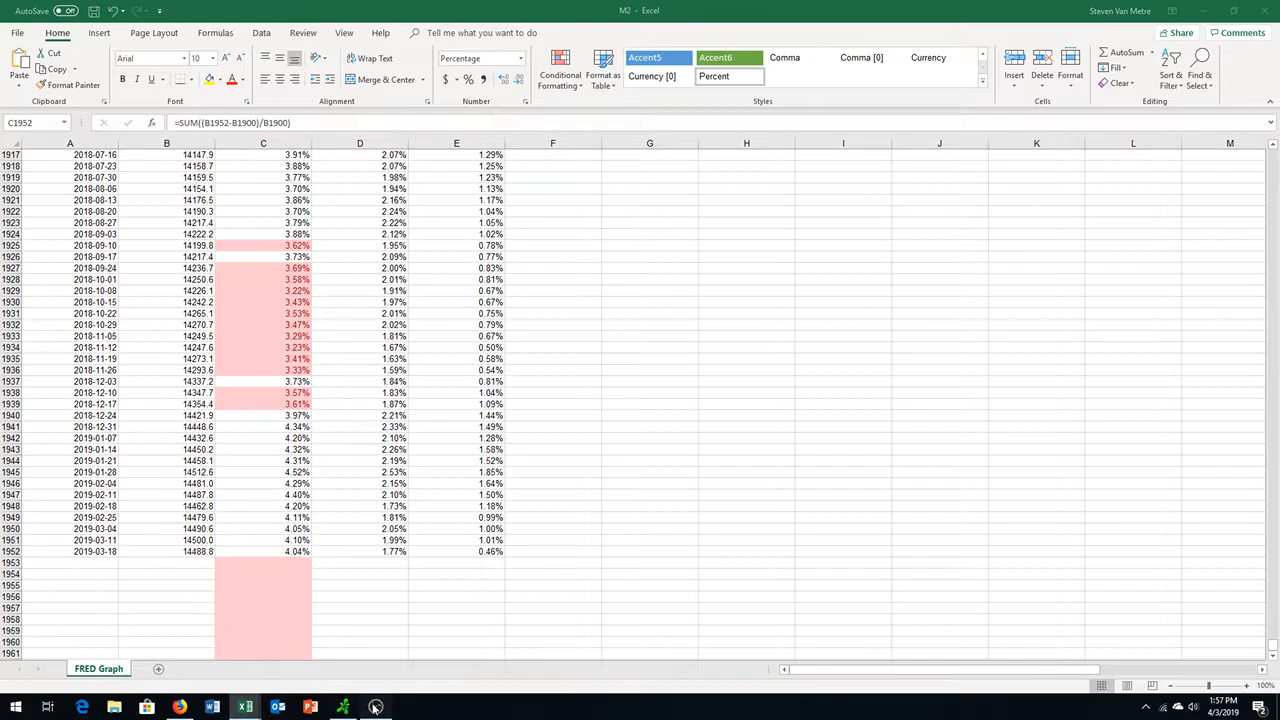 AutoSave Off M2 - Excel Steven Van Metre
File Home Insert Page Layout Formulas Data Review View Help Tell me what you want to do Share Comments
Cut Arial 10 Wrap Text Percentage Accent5 Accent6 Comma Comma [0] Currency AutoSum
Paste Copy Merge & Center Conditional Formatting Format as Table Currency [0] Percent Insert Delete Format Fill Sort & Filter Find & Select
Format Painter B I U A $ % , Clear
Clipboard Font Alignment Number Styles Cells Editing
C1952 fx =SUM((B1952-B1900)/B1900)
A B C D E F G H I J K L M
1917 2018-07-16 14147.9 3.91% 2.07% 1.29%
1918 2018-07-23 14158.7 3.88% 2.07% 1.25%
1919 2018-07-30 14159.5 3.77% 1.98% 1.23%
1920 2018-08-06 14154.1 3.70% 1.94% 1.13%
1921 2018-08-13 14176.5 3.86% 2.16% 1.17%
1922 2018-08-20 14190.3 3.70% 2.24% 1.04%
1923 2018-08-27 14217.4 3.79% 2.22% 1.05%
1924 2018-09-03 14222.2 3.88% 2.12% 1.02%
1925 2018-09-10 14199.8 3.62% 1.95% 0.78%
1926 2018-09-17 14217.4 3.73% 2.09% 0.77%
1927 2018-09-24 14236.7 3.69% 2.00% 0.83%
1928 2018-10-01 14250.6 3.58% 2.01% 0.81%
1929 2018-10-08 14226.1 3.22% 1.91% 0.67%
1930 2018-10-15 14242.2 3.43% 1.97% 0.67%
1931 2018-10-22 14265.1 3.53% 2.01% 0.75%
1932 2018-10-29 14270.7 3.47% 2.02% 0.79%
1933 2018-11-05 14249.5 3.29% 1.81% 0.67%
1934 2018-11-12 14247.6 3.23% 1.67% 0.50%
1935 2018-11-19 14273.1 3.41% 1.63% 0.58%
1936 2018-11-26 14293.6 3.33% 1.59% 0.54%
1937 2018-12-03 14337.2 3.73% 1.84% 0.81%
1938 2018-12-10 14347.7 3.57% 1.83% 1.04%
1939 2018-12-17 14354.4 3.61% 1.87% 1.09%
1940 2018-12-24 14421.9 3.97% 2.21% 1.44%
1941 2018-12-31 14448.6 4.34% 2.33% 1.49%
1942 2019-01-07 14432.6 4.20% 2.10% 1.28%
1943 2019-01-14 14450.2 4.32% 2.26% 1.58%
1944 2019-01-21 14458.1 4.31% 2.19% 1.52%
1945 2019-01-28 14512.6 4.52% 2.53% 1.85%
1946 2019-02-04 14481.0 4.29% 2.15% 1.64%
1947 2019-02-11 14487.8 4.40% 2.10% 1.50%
1948 2019-02-18 14462.8 4.20% 1.73% 1.18%
1949 2019-02-25 14479.6 4.11% 1.81% 0.99%
1950 2019-03-04 14490.6 4.05% 2.05% 1.00%
1951 2019-03-11 14500.0 4.10% 1.99% 1.01%
1952 2019-03-18 14488.8 4.04% 1.77% 0.46%
1953
1954
1955
1956
1957
1958
1959
1960
1961
FRED Graph
100%
1:57 PM
4/3/2019